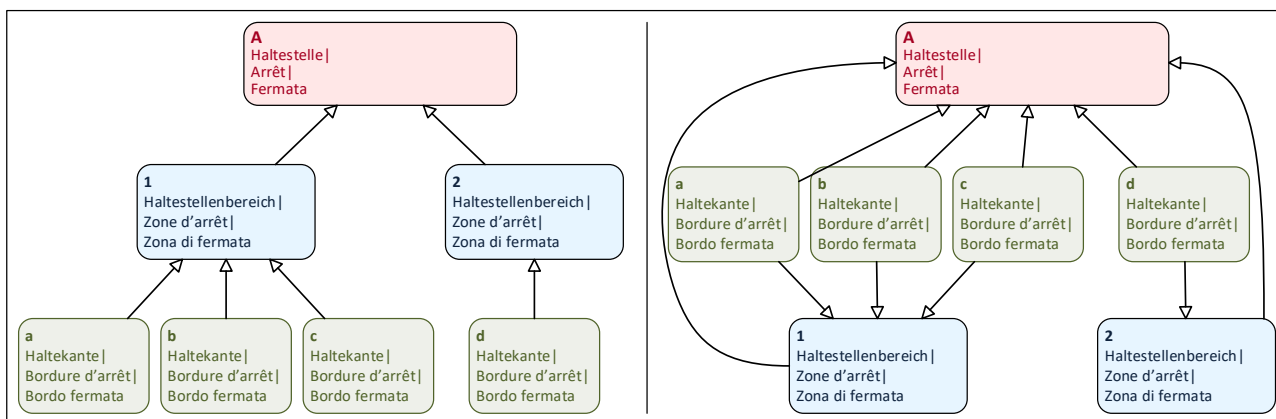 A
Haltestelle|
Arrêt|
Fermata
1
Haltestellenbereich|
Zone d'arrêt|
Zona di fermata
2
Haltestellenbereich|
Zone d'arrêt|
Zona di fermata
a
Haltekante|
Bordure d'arrêt|
Bordo fermata
b
Haltekante|
Bordure d'arrêt|
Bordo fermata
c
Haltekante|
Bordure d'arrêt|
Bordo fermata
d
Haltekante|
Bordure d'arrêt|
Bordo fermata
A
Haltestelle|
Arrêt|
Fermata
a
Haltekante|
Bordure d'arrêt|
Bordo fermata
b
Haltekante|
Bordure d'arrêt|
Bordo fermata
c
Haltekante|
Bordure d'arrêt|
Bordo fermata
d
Haltekante|
Bordure d'arrêt|
Bordo fermata
1
Haltestellenbereich|
Zone d'arrêt|
Zona di fermata
2
Haltestellenbereich|
Zone d'arrêt|
Zona di fermata